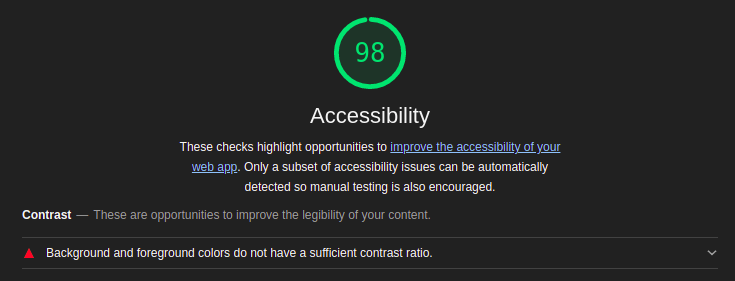 98
Accessibility
These checks highlight opportunities to improve the accessibility of your
web app. Only a subset of accessibility issues can be automatically
detected so manual testing is also encouraged.
Contrast — These are opportunities to improve the legibility of your content.
Background and foreground colors do not have a sufficient contrast ratio.